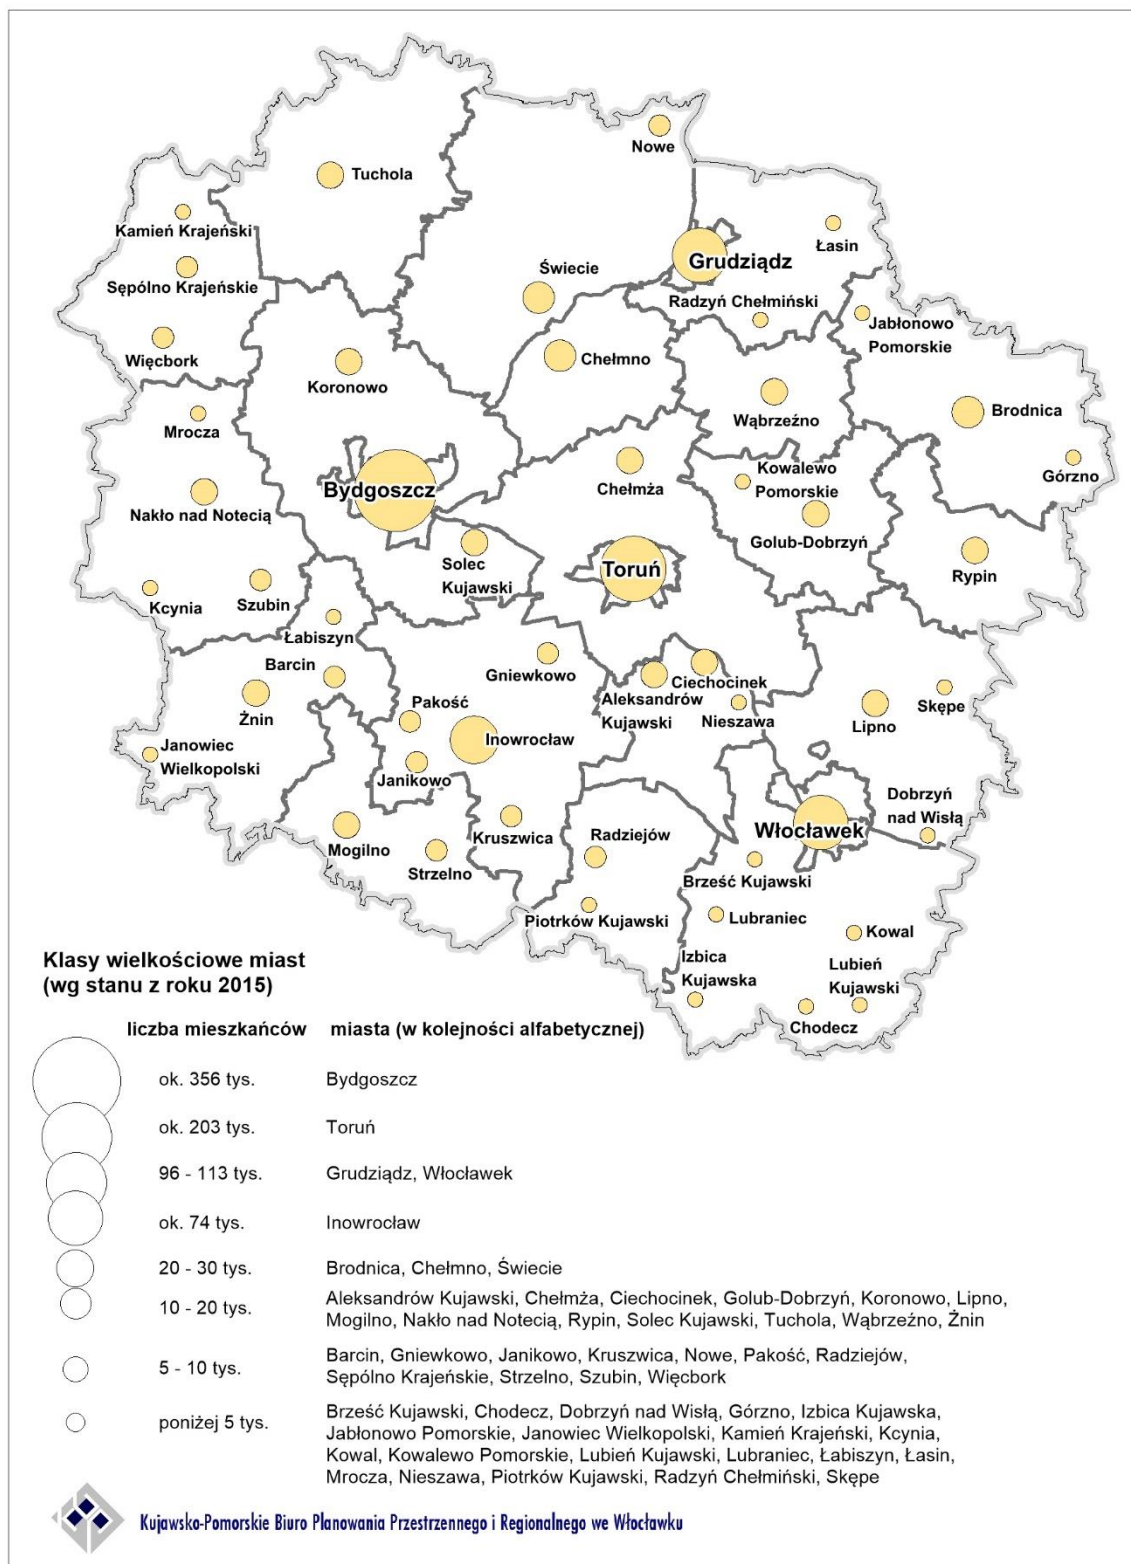 Nowe
Tuchola
Kamień Krajeński
Łasin
Grudziądz
Świecie
Sępólno Krajeńskie
Radzyń Chełmiński
Jabłonowo
Pomorskie
Więcbork
Chełmno
Koronowo
Wąbrzeźno
Brodnica
Mrocza
Kowalewo
Pomorskie
Górzno
Chełmża
Bydgoszcz
Nakło nad Notecią
Golub-Dobrzyń
Solec
Kujawski
Toruń
Rypin
Kcynia
Szubin
Łabiszyn
Barcin
Gniewkowo
Ciechocinek
Aleksandrów
Kujawski
Nieszawa
Skępe
Pakość
Żnin
Lipno
Inowrocław
Janowiec
Wielkopolski
Janikowo
Dobrzyń
nad Wisłą
Włocławek
Radziejów
Kruszwica
Mogilno
Strzelno
Brześć Kujawski
Piotrków Kujawski
Lubraniec
Kowal
Izbica
Kujawska
Lubień
Kujawski
Chodecz
Klasy wielkościowe miast
(wg stanu z roku 2015)
liczba mieszkańców miasta (w kolejności alfabetycznej)
ok. 356 tys. Bydgoszcz
ok. 203 tys. Toruń
96 - 113 tys. Grudziądz, Włocławek
ok. 74 tys. Inowrocław
20 - 30 tys. Brodnica, Chełmno, Świecie
10 - 20 tys. Aleksandrów Kujawski, Chełmża, Ciechocinek, Golub-Dobrzyń, Koronowo, Lipno,
Mogilno, Nakło nad Notecią, Rypin, Solec Kujawski, Tuchola, Wąbrzeźno, Żnin
5 - 10 tys. Barcin, Gniewkowo, Janikowo, Kruszwica, Nowe, Pakość, Radziejów,
Sępólno Krajeńskie, Strzelno, Szubin, Więcbork
poniżej 5 tys. Brześć Kujawski, Chodecz, Dobrzyń nad Wisłą, Górzno, Izbica Kujawska,
Jabłonowo Pomorskie, Janowiec Wielkopolski, Kamień Krajeński, Kcynia,
Kowal, Kowalewo Pomorskie, Lubień Kujawski, Lubraniec, Łabiszyn, Łasin,
Mrocza, Nieszawa, Piotrków Kujawski, Radzyń Chełmiński, Skępe
Kujawsko-Pomorskie Biuro Planowania Przestrzennego i Regionalnego we Włocławku